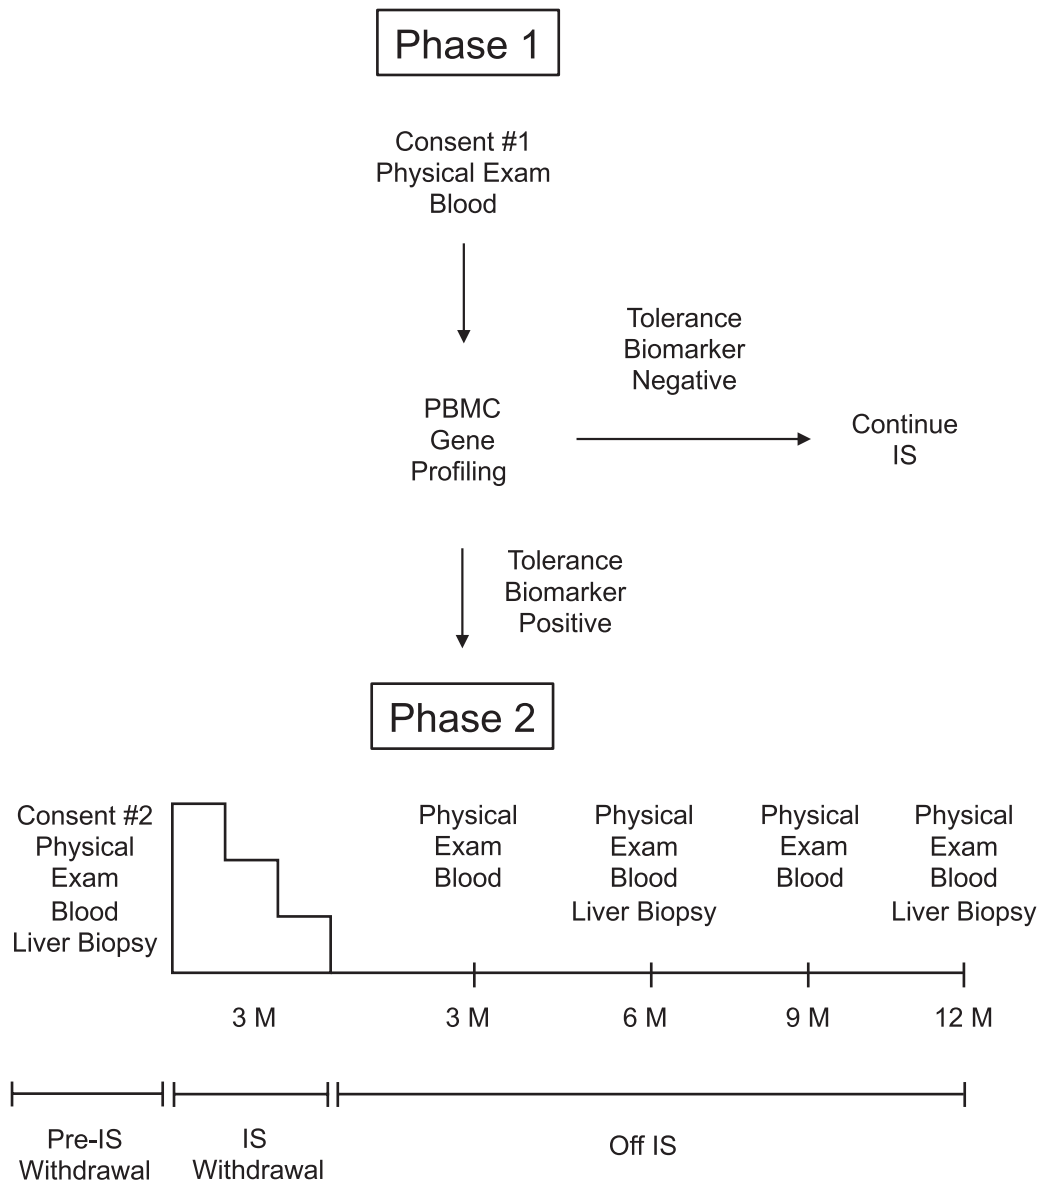 Phase 1
Consent #1
Physical Exam
Blood
Tolerance
Biomarker
Negative
PBMC
Gene
Profiling
Continue
IS
Tolerance
Biomarker
Positive
Phase 2
Consent #2
Physical
Exam
Blood
Liver Biopsy
Physical
Exam
Blood
Physical
Exam
Blood
Liver Biopsy
Physical
Exam
Blood
Physical
Exam
Blood
Liver Biopsy
3 M
3 M
6 M
9 M
12 M
Pre-IS
Withdrawal
IS
Withdrawal
Off IS